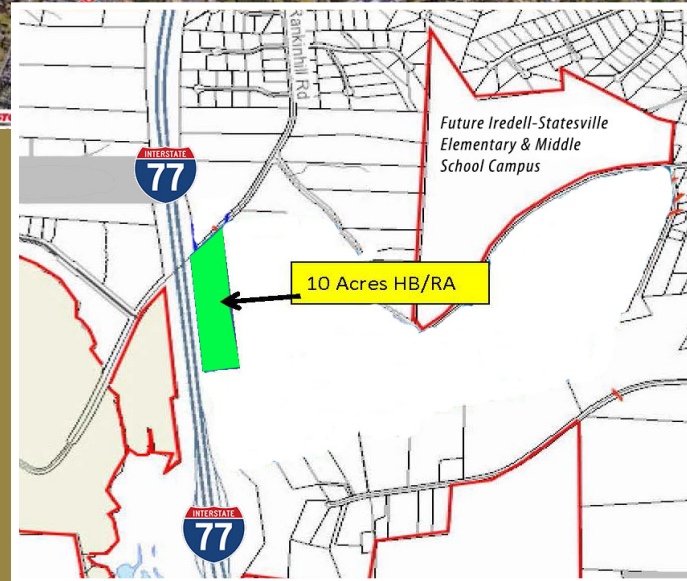 Rankinhill Rd
Future Iredell-Statesville
Elementary & Middle
School Campus
INTERSTATE
77
10 Acres HB/RA
INTERSTATE
77